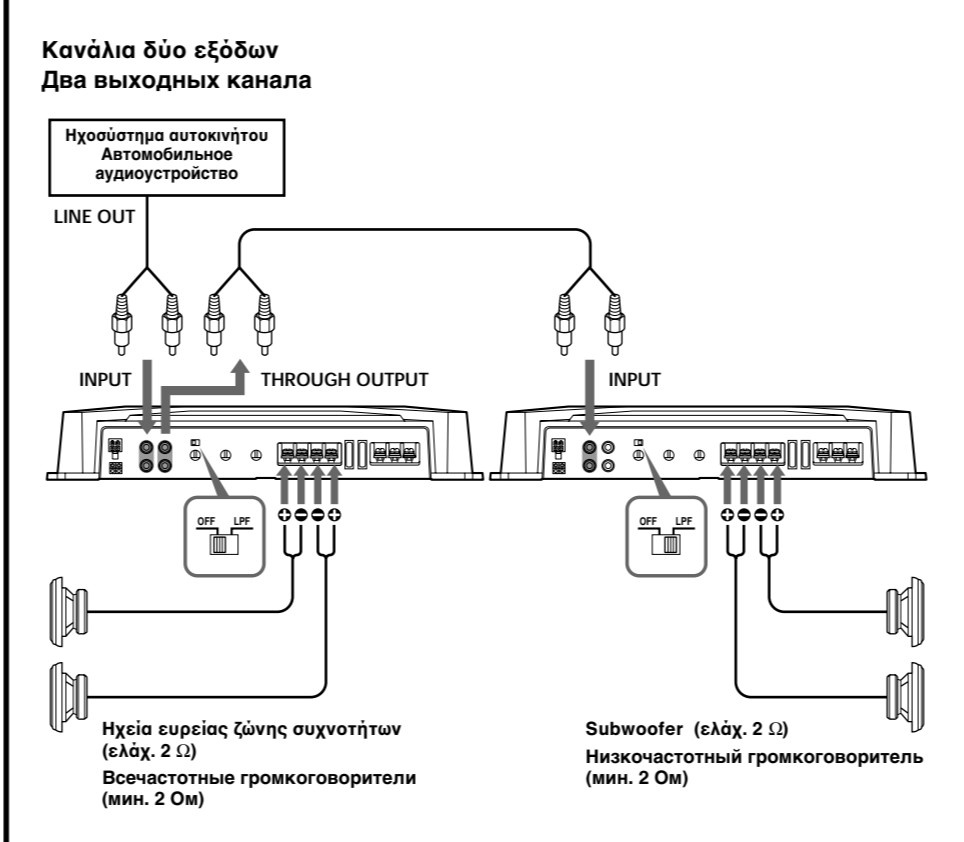 Κανάλια δύο εξόδων
Два выходных канала
Ηχοσύστημα αυτοκινήτου
Автомобильное
аудиоустройство
LINE OUT
INPUT
THROUGH OUTPUT
INPUT
OFF LPF
OFF LPF
Ηχεία ευρείας ζώνης συχνοτήτων
(ελάχ. 2 Ω)
Всечастотные громкоговорители
(мин. 2 Ом)
Subwoofer (ελάχ. 2 Ω)
Низкочастотный громкоговоритель
(мин. 2 Ом)